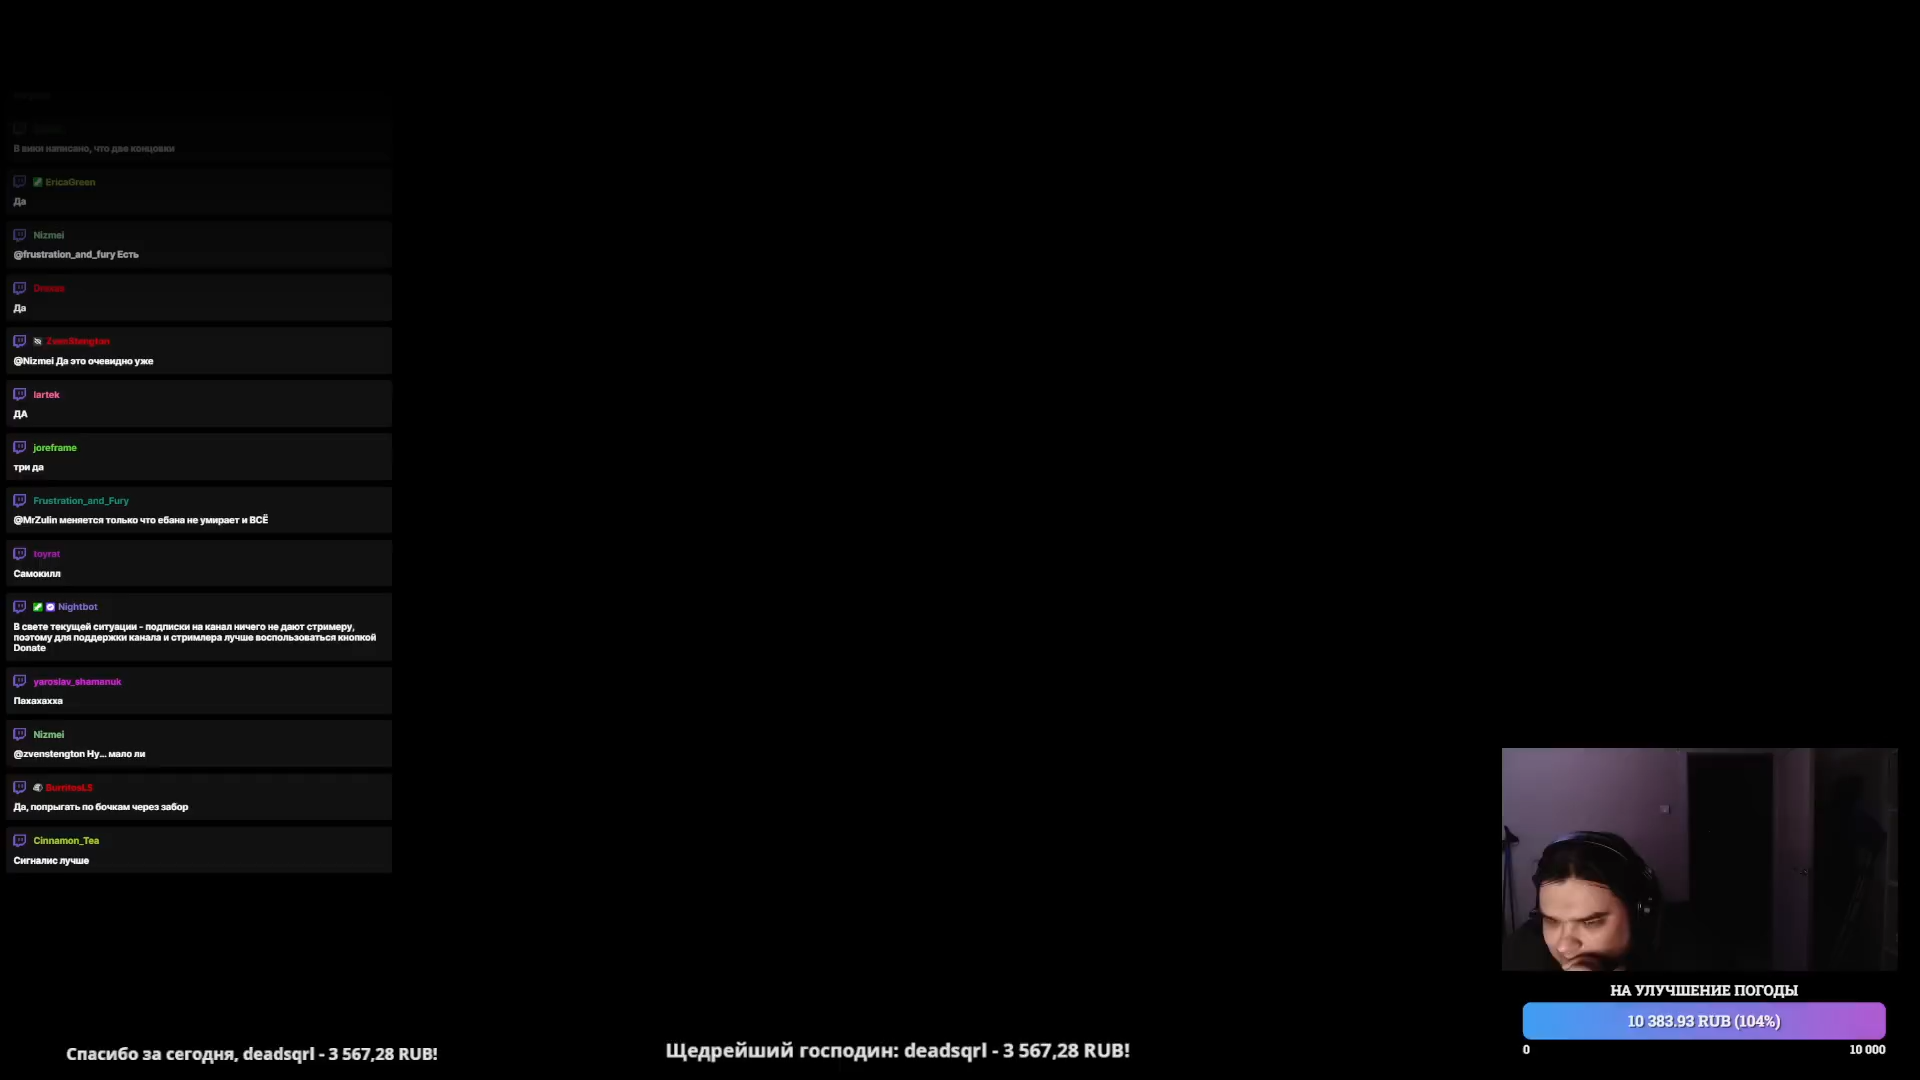 В вики написано, что две концовки
EricaGreen
Да
Nizmei
@frustration_and_fury Есть
Да
ZvenStengton
@Nizmei Да это очевидно уже
lartek
ДА
joreframe
три да
Frustration_and_Fury
@MrZulin меняется только что ебана не умирает и ВСЁ
toyrat
Самокилл
Nightbot
В свете текущей ситуации - подписки на канал ничего не дают стримеру,
поэтому для поддержки канала и стримлера лучше воспользоваться кнопкой
Donate
yaroslav_shamanuk
Пахахахха
Nizmei
@zvenstengton Ну... мало ли
Да, попрыгать по бочкам через забор
Cinnamon_Tea
Сигналис лучше
НА УЛУЧШЕНИЕ ПОГОДЫ
10 383.93 RUB (104%)
0 10 000
Спасибо за сегодня, deadsqrl - 3 567,28 RUB!
Щедрейший господин: deadsqrl - 3 567,28 RUB!